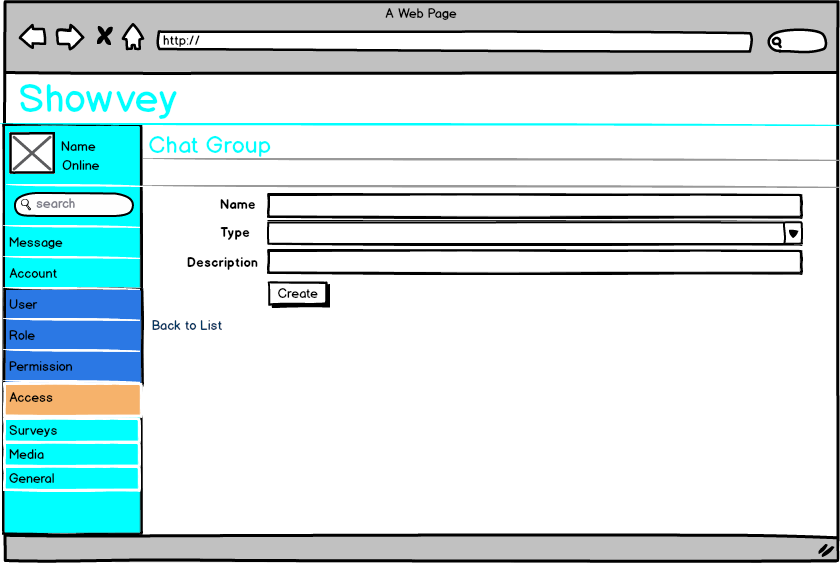 A Web Page
http://
Showvey
Name
Online
Chat Group
search
Name
Type
Description
Create
Back to List
Message
Account
User
Role
Permission
Access
Surveys
Media
General